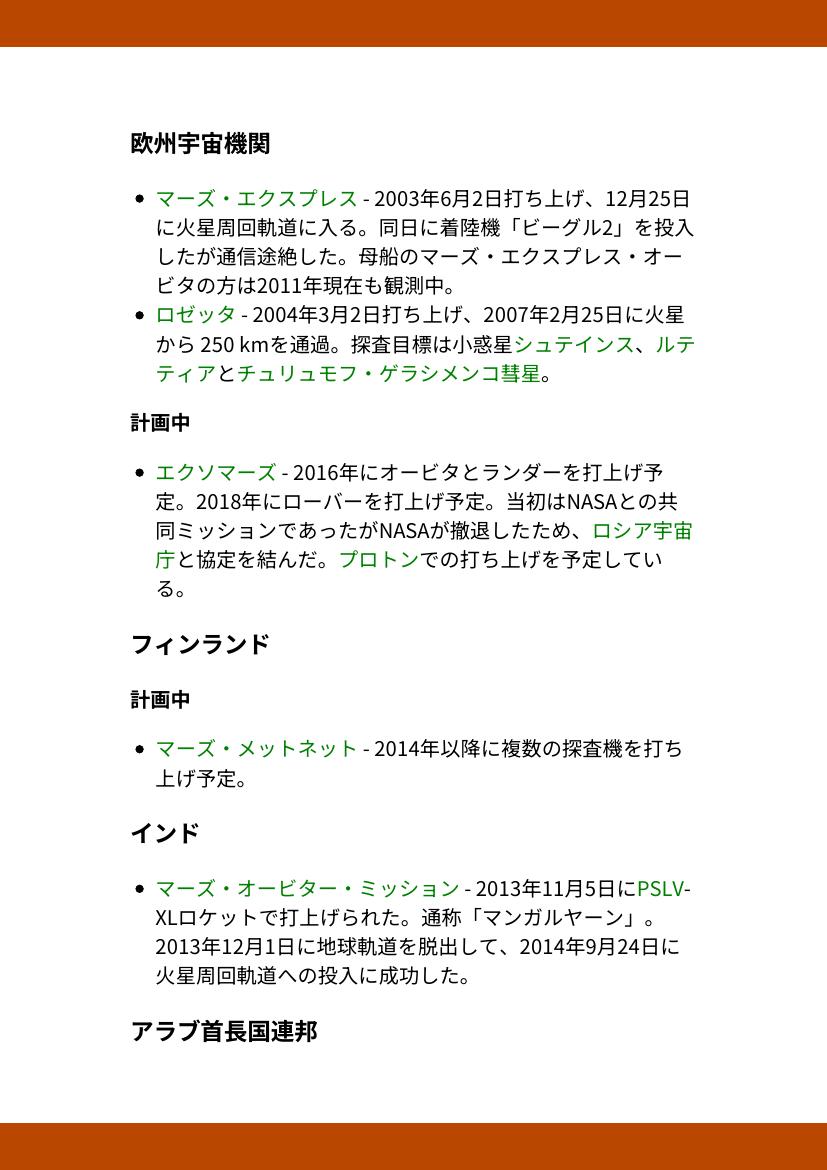 欧州宇宙機関
• マーズ・エクスプレス - 2003年6月2日打ち上げ、12月25日
に火星周回軌道に入る。同日に着陸機「ビーグル2」を投入
したが通信途絶した。母船のマーズ・エクスプレス・オー
ビタの方は2011年現在も観測中。
• ロゼッタ - 2004年3月2日打ち上げ、2007年2月25日に火星
から 250 kmを通過。探査目標は小惑星シュテインス、ルテ
ティアとチュリュモフ・ゲラシメンコ彗星。
計画中
• エクソマーズ - 2016年にオービタとランダーを打上げ予
定。2018年にローバーを打上げ予定。当初はNASAとの共
同ミッションであったがNASAが撤退したため、ロシア宇宙
庁と協定を結んだ。プロトンでの打ち上げを予定してい
る。
フィンランド
計画中
• マーズ・メットネット - 2014年以降に複数の探査機を打ち
上げ予定。
インド
• マーズ・オービター・ミッション - 2013年11月5日にPSLV-
XLロケットで打上げられた。通称「マンガルヤーン」。
2013年12月1日に地球軌道を脱出して、2014年9月24日に
火星周回軌道への投入に成功した。
アラブ首長国連邦